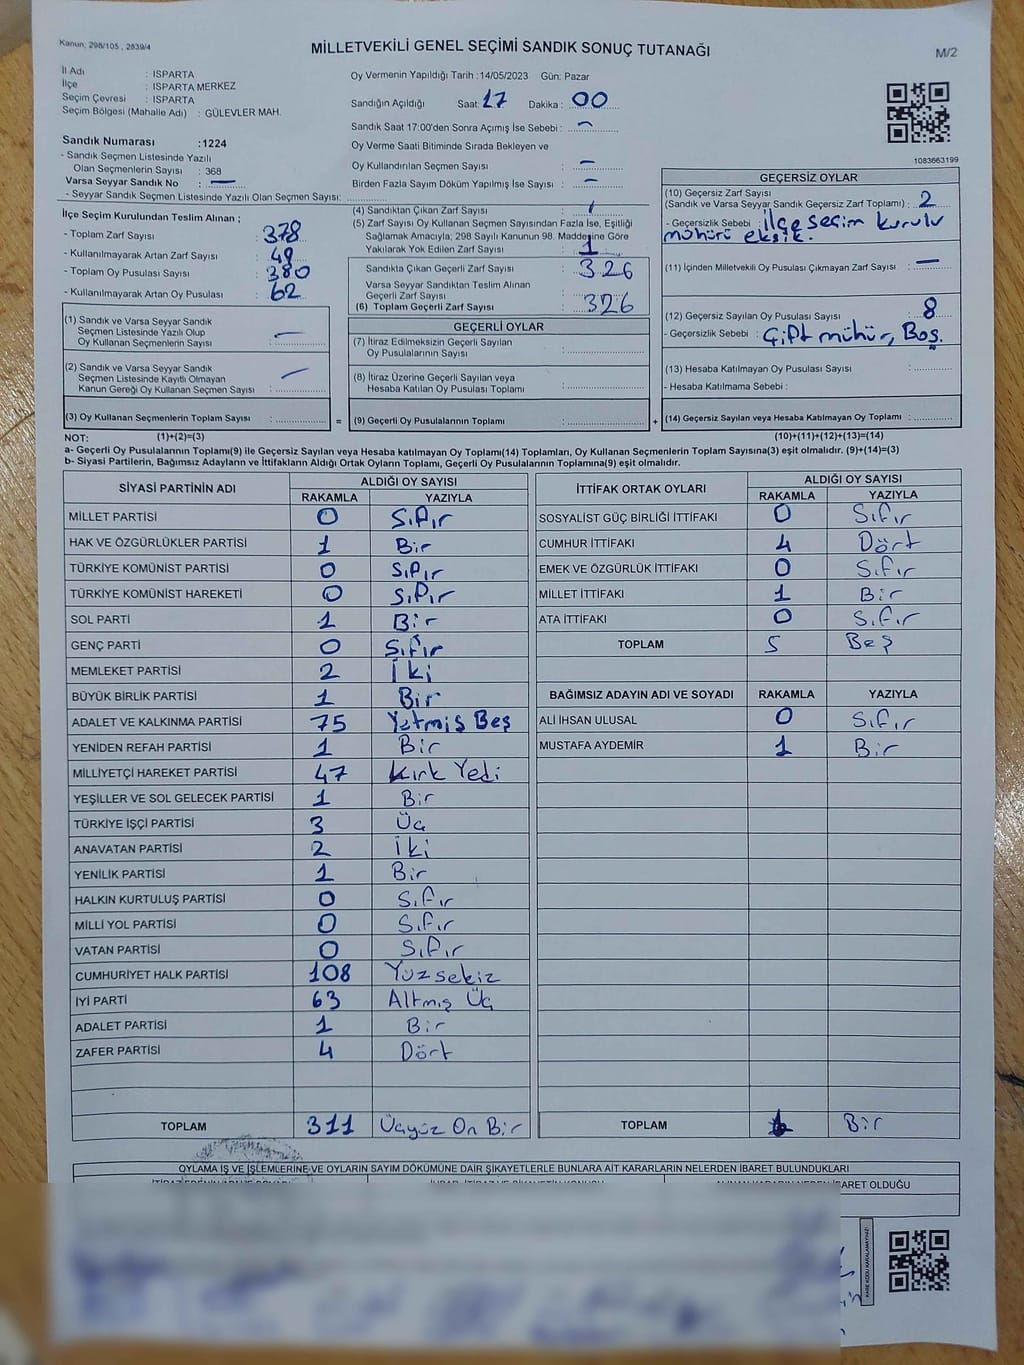 Kanun: 298/105 , 2839/4
MİLLETVEKİLİ GENEL SEÇİMİ SANDIK SONUÇ TUTANAĞI
M/2
İl Adı : ISPARTA
İlçe : ISPARTA MERKEZ
Seçim Çevresi : ISPARTA
Seçim Bölgesi (Mahalle Adı) : GÜLEVLER MAH.
Sandık Numarası :1224
- Sandık Seçmen Listesinde Yazılı
Olan Seçmenlerin Sayısı : 368
Varsa Seyyar Sandık No : —
- Seyyar Sandık Seçmen Listesinde Yazılı Olan Seçmen Sayısı:
İlçe Seçim Kurulundan Teslim Alınan ;
- Toplam Zarf Sayısı : 378
- Kullanılmayarak Artan Zarf Sayısı : 49
- Toplam Oy Pusulası Sayısı : 380
- Kullanılmayarak Artan Oy Pusulası : 62
(1) Sandık ve Varsa Seyyar Sandık
Seçmen Listesinde Yazılı Olup
Oy Kullanan Seçmenlerin Sayısı : —
(2) Sandık ve Varsa Seyyar Sandık
Seçmen Listesinde Kayıtlı Olmayan
Kanun Gereği Oy Kullanan Seçmen Sayısı : —
(3) Oy Kullanan Seçmenlerin Toplam Sayısı :
Oy Vermenin Yapıldığı Tarih :14/05/2023 Gün: Pazar
Sandığın Açıldığı Saat: 17 Dakika : 00
Sandık Saat 17:00'den Sonra Açımış İse Sebebi : —
Oy Verme Saati Bitiminde Sırada Bekleyen ve
Oy Kullandırılan Seçmen Sayısı : —
Birden Fazla Sayım Döküm Yapılmış İse Sayısı : —
(4) Sandıktan Çıkan Zarf Sayısı :
(5) Zarf Sayısı Oy Kullanan Seçmen Sayısından Fazla İse, Eşitliği
Sağlamak Amacıyla; 298 Sayılı Kanunun 98. Maddesine Göre
Yakılarak Yok Edilen Zarf Sayısı : 1
Sandıkta Çıkan Geçerli Zarf Sayısı : 326
Varsa Seyyar Sandıktan Teslim Alınan
Geçerli Zarf Sayısı :
(6) Toplam Geçerli Zarf Sayısı : 326
GEÇERLİ OYLAR
(7) İtiraz Edilmeksizin Geçerli Sayılan
Oy Pusulalarının Sayısı :
(8) İtiraz Üzerine Geçerli Sayılan veya
Hesaba Katılan Oy Pusulası Toplamı :
= (9) Geçerli Oy Pusulalarının Toplamı : +
1083663199
GEÇERSİZ OYLAR
(10) Geçersiz Zarf Sayısı
(Sandık ve Varsa Seyyar Sandık Geçersiz Zarf Toplamı) : 2
- Geçersizlik Sebebi : İlçe seçim kurulu
mühürü eksik.
(11) İçinden Milletvekili Oy Pusulası Çıkmayan Zarf Sayısı : —
(12) Geçersiz Sayılan Oy Pusulası Sayısı : 8
- Geçersizlik Sebebi : Çift mühür, Boş.
(13) Hesaba Katılmayan Oy Pusulası Sayısı :
- Hesaba Katılmama Sebebi :
(14) Geçersiz Sayılan veya Hesaba Katılmayan Oy Toplamı :
NOT: (1)+(2)=(3) (10)+(11)+(12)+(13)=(14)
a- Geçerli Oy Pusulalarının Toplamı(9) ile Geçersiz Sayılan veya Hesaba Katılmayan oy Toplamı(14) Toplamları, Oy Kullanan Seçmenlerin Toplam Sayısına(3) eşit olmalıdır. (9)+(14)=(3)
b- Siyasi Partilerin, Bağımsız Adayların ve İttifakların Aldığı Ortak Oyların Toplamı, Geçerli Oy Pusulalarının Toplamına(9) eşit olmalıdır.
SİYASİ PARTİNİN ADI ALDIĞI OY SAYISI
RAKAMLA YAZIYLA
MİLLET PARTİSİ 0 Sıfır
HAK VE ÖZGÜRLÜKLER PARTİSİ 1 Bir
TÜRKİYE KOMÜNİST PARTİSİ 0 Sıfır
TÜRKİYE KOMÜNİST HAREKETİ 0 Sıfır
SOL PARTİ 1 Bir
GENÇ PARTİ 0 Sıfır
MEMLEKET PARTİSİ 2 İki
BÜYÜK BİRLİK PARTİSİ 1 Bir
ADALET VE KALKINMA PARTİSİ 75 Yetmiş Beş
YENİDEN REFAH PARTİSİ 1 Bir
MİLLİYETÇİ HAREKET PARTİSİ 47 Kırk Yedi
YEŞİLLER VE SOL GELECEK PARTİSİ 1 Bir
TÜRKİYE İŞÇİ PARTİSİ 3 Üç
ANAVATAN PARTİSİ 2 İki
YENİLİK PARTİSİ 1 Bir
HALKIN KURTULUŞ PARTİSİ 0 Sıfır
MİLLİ YOL PARTİSİ 0 Sıfır
VATAN PARTİSİ 0 Sıfır
CUMHURİYET HALK PARTİSİ 108 Yüzsekiz
İYİ PARTİ 63 Altmış Üç
ADALET PARTİSİ 1 Bir
ZAFER PARTİSİ 4 Dört
TOPLAM 311 Üçyüz On Bir
İTTİFAK ORTAK OYLARI ALDIĞI OY SAYISI
RAKAMLA YAZIYLA
SOSYALİST GÜÇ BİRLİĞİ İTTİFAKI 0 Sıfır
CUMHUR İTTİFAKI 4 Dört
EMEK VE ÖZGÜRLÜK İTTİFAKI 0 Sıfır
MİLLET İTTİFAKI 1 Bir
ATA İTTİFAKI 0 Sıfır
TOPLAM 5 Beş
BAĞIMSIZ ADAYIN ADI VE SOYADI RAKAMLA YAZIYLA
ALİ İHSAN ULUSAL 0 Sıfır
MUSTAFA AYDEMİR 1 Bir
TOPLAM 1 Bir
OYLAMA İŞ VE İŞLEMLERİNE VE OYLARIN SAYIM DÖKÜMÜNE DAİR ŞİKAYETLERLE BUNLARA AİT KARARLARIN NELERDEN İBARET BULUNDUKLARI
ALINAN KARARIN NEDEN İBARET OLDUĞU
KARE KODU KARALAMAYINIZ!